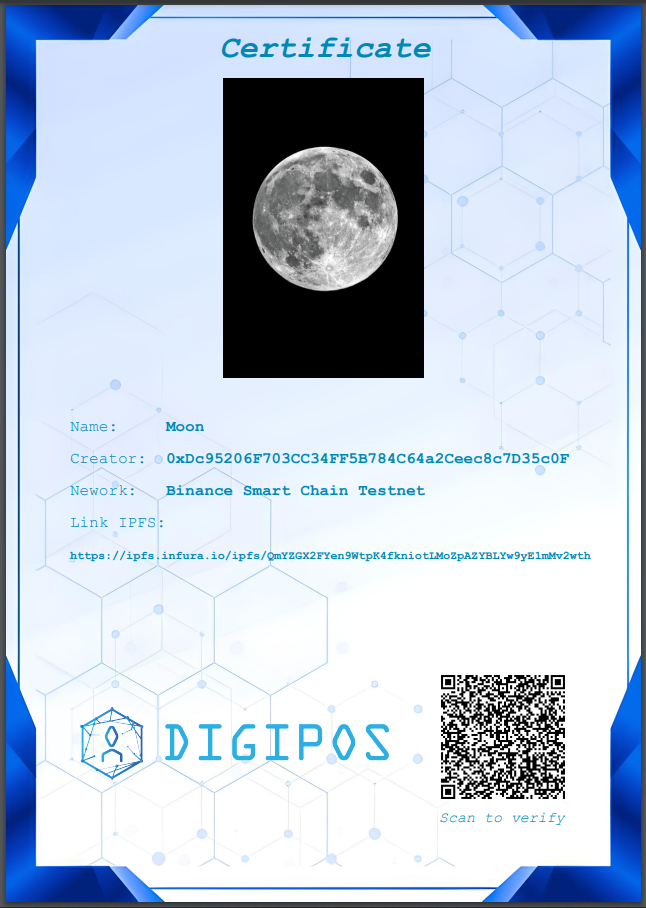 Certificate
Name: Moon
Creator: 0xDc95206F703CC34FF5B784C64a2Ceec8c7D35c0F
Nework: Binance Smart Chain Testnet
Link IPFS:
https://ipfs.infura.io/ipfs/QmYZGX2FYen9WtpK4fkniotLMoZpAZYBLYw9yE1mMv2wth
DIGIPOS
Scan to verify